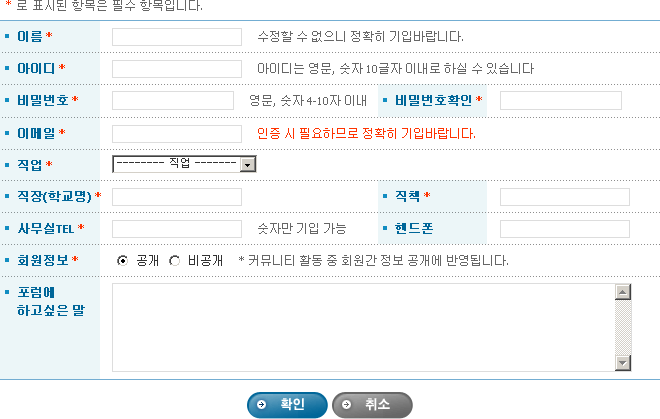 * 로 표시된 항목은 필수 항목입니다.
이름 * 수정할 수 없으니 정확히 기입바랍니다.
아이디 * 아이디는 영문, 숫자 10글자 이내로 하실 수 있습니다
비밀번호 * 영문, 숫자 4-10자 이내 비밀번호확인 *
이메일 * 인증 시 필요하므로 정확히 기입바랍니다.
직업 * -------- 직업 -------
직장(학교명) * 직책 *
사무실TEL * 숫자만 기입 가능 핸드폰
회원정보 * 공개 비공개 * 커뮤니티 활동 중 회원간 정보 공개에 반영됩니다.
포럼에
하고싶은 말
확인 취소